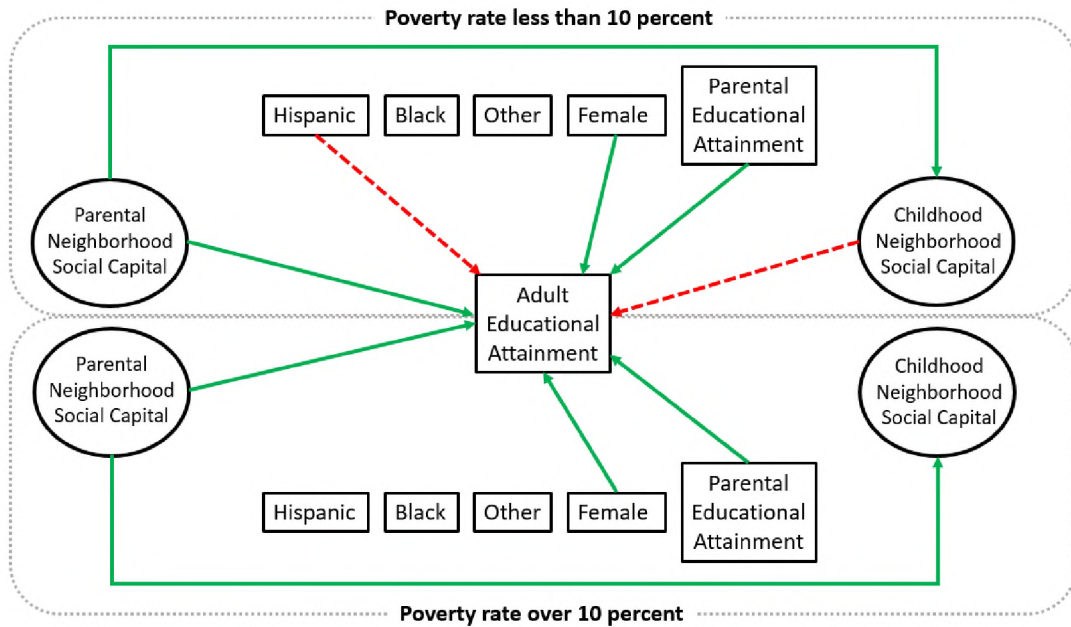 Poverty rate less than 10 percent
Hispanic
Black
Other
Female
Parental
Educational
Attainment
Parental
Neighborhood
Social Capital
Childhood
Neighborhood
Social Capital
Adult
Educational
Attainment
Parental
Neighborhood
Social Capital
Childhood
Neighborhood
Social Capital
Hispanic
Black
Other
Female
Parental
Educational
Attainment
Poverty rate over 10 percent